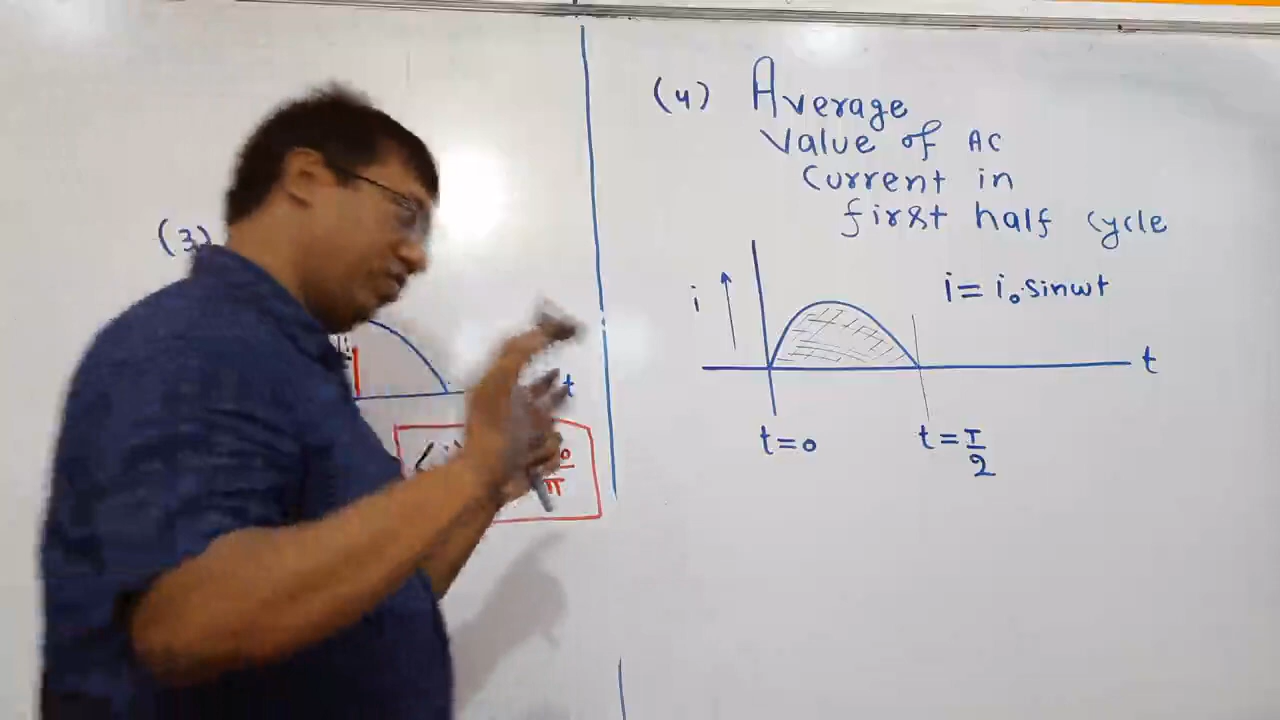 (3)
t
π
(4) Average
Value of AC
Current in
first half cycle
i = i₀ sinωt
i
t
t = 0
t = T/2